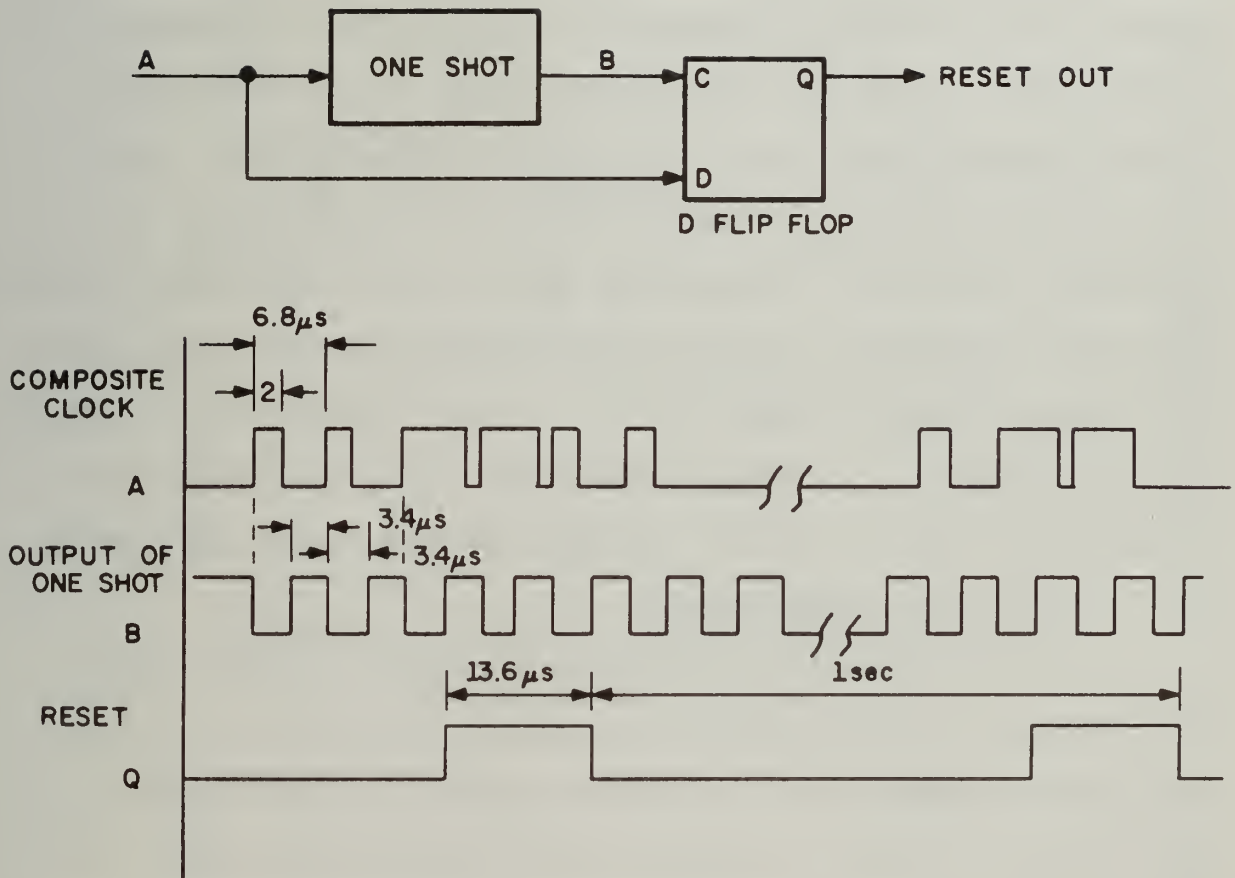 A
ONE SHOT
B
C
Q
RESET OUT
D
D FLIP FLOP
6.8μs
COMPOSITE
CLOCK
2
A
3.4μs
OUTPUT OF
ONE SHOT
3.4μs
B
13.6μs
1sec
RESET
Q